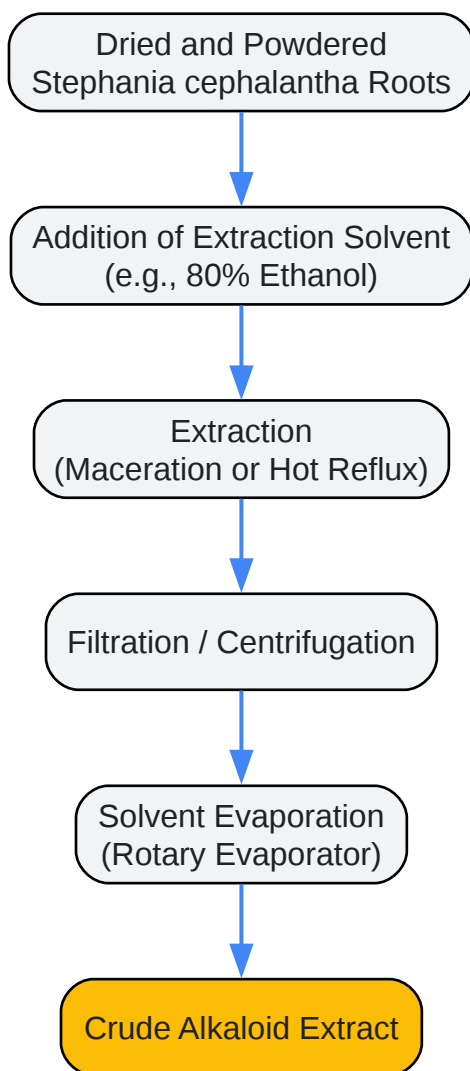 Dried and Powdered
Stephania cephalantha Roots
Addition of Extraction Solvent
(e.g., 80% Ethanol)
Extraction
(Maceration or Hot Reflux)
Filtration / Centrifugation
Solvent Evaporation
(Rotary Evaporator)
Crude Alkaloid Extract